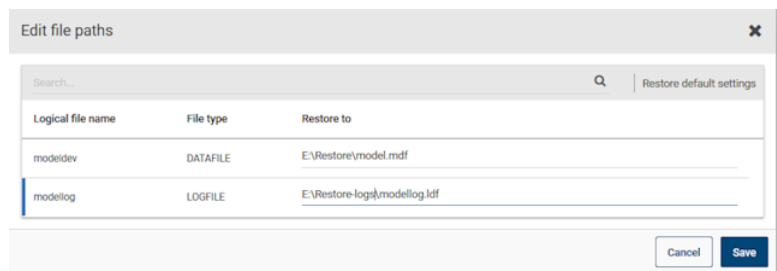 Edit file paths
Search...
Restore default settings
Logical file name File type Restore to
modeldev DATAFILE E:\Restore\model.mdf
modellog LOGFILE E:\Restore-logs\modellog.ldf
Cancel Save